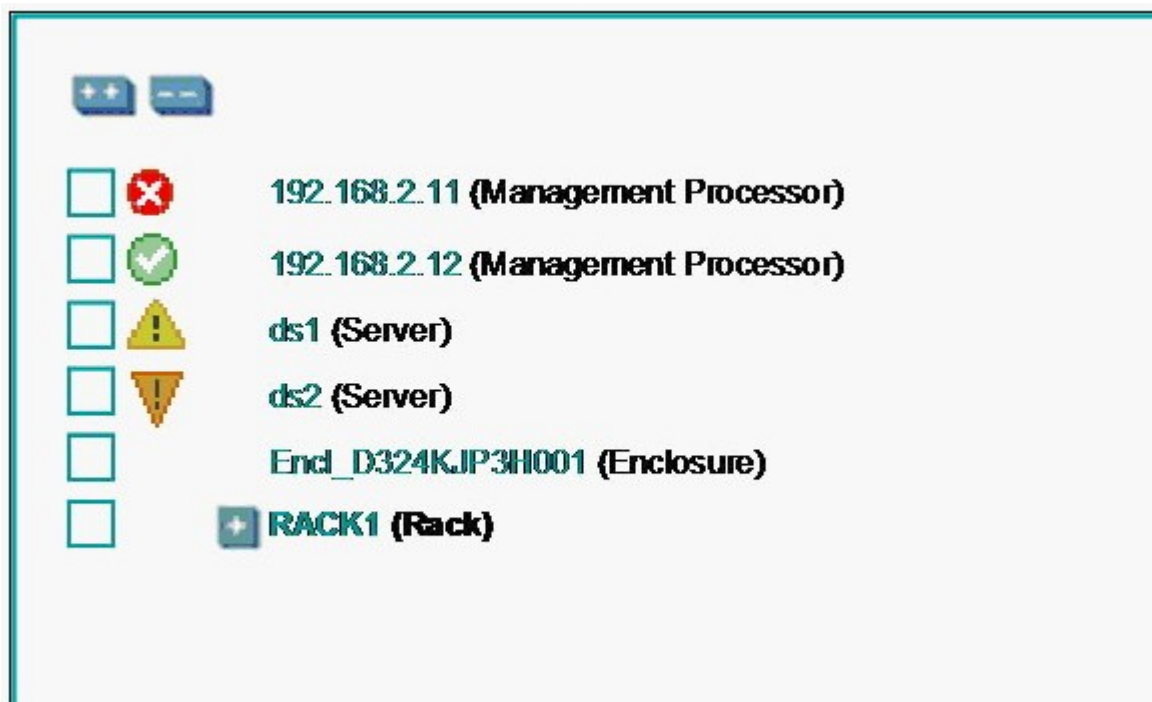 192.168.2.11 (Management Processor)
192.168.2.12 (Management Processor)
ds1 (Server)
ds2 (Server)
Encl_D324KJP3H001 (Enclosure)
RACK1 (Rack)